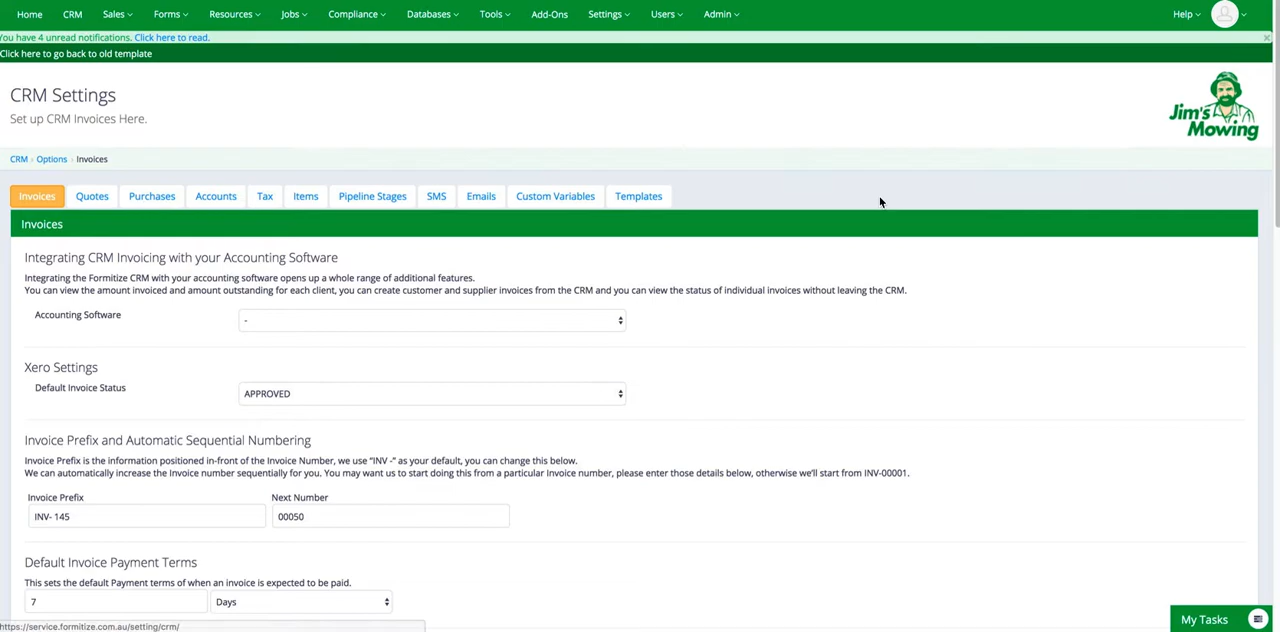 Home CRM Sales Forms Resources Jobs Compliance Databases Tools Add-Ons Settings Users Admin Help
You have 4 unread notifications. Click here to read.
Click here to go back to old template
CRM Settings
Set up CRM Invoices Here.
Jim's Mowing
CRM Options Invoices
Invoices Quotes Purchases Accounts Tax Items Pipeline Stages SMS Emails Custom Variables Templates
Invoices
Integrating CRM Invoicing with your Accounting Software
Integrating the Formitize CRM with your accounting software opens up a whole range of additional features.
You can view the amount invoiced and amount outstanding for each client, you can create customer and supplier invoices from the CRM and you can view the status of individual invoices without leaving the CRM.
Accounting Software -
Xero Settings
Default Invoice Status APPROVED
Invoice Prefix and Automatic Sequential Numbering
Invoice Prefix is the information positioned in-front of the Invoice Number, we use "INV -" as your default, you can change this below.
We can automatically increase the Invoice number sequentially for you. You may want us to start doing this from a particular Invoice number, please enter those details below, otherwise we'll start from INV-00001.
Invoice Prefix Next Number
INV- 145 00050
Default Invoice Payment Terms
This sets the default Payment terms of when an invoice is expected to be paid.
7 Days
My Tasks
https://service.formitize.com.au/setting/crm/